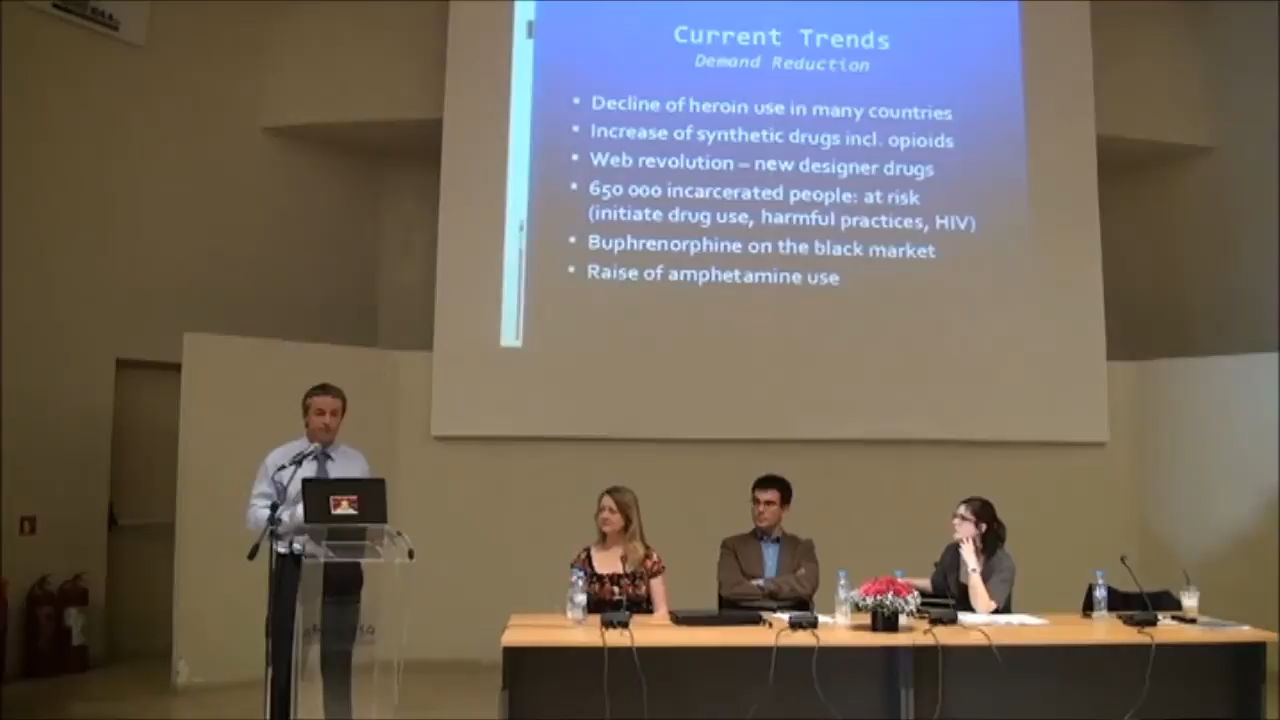 Current Trends
Demand Reduction
• Decline of heroin use in many countries
• Increase of synthetic drugs incl. opioids
• Web revolution – new designer drugs
• 650 000 incarcerated people: at risk
(initiate drug use, harmful practices, HIV)
• Buphrenorphine on the black market
• Raise of amphetamine use